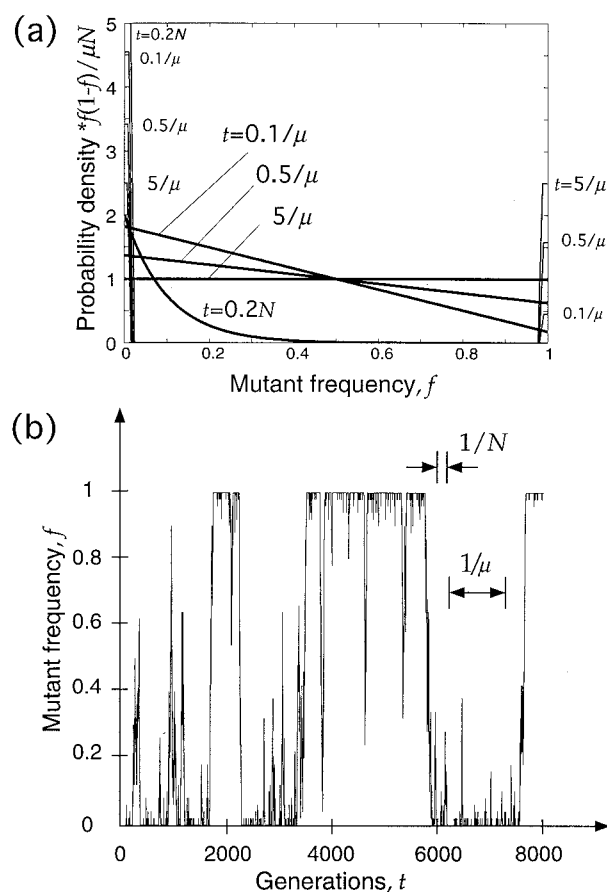 (a)
Probability density *f(1-f)/μN
5
4
3
2
1
0
t=0.2N
0.1/μ
0.5/μ
5/μ
t=0.1/μ
0.5/μ
5/μ
t=0.2N
t=5/μ
0.5/μ
0.1/μ
0 0.2 0.4 0.6 0.8 1
Mutant frequency, f
(b)
Mutant frequency, f
1
0.8
0.6
0.4
0.2
0
1/N
1/μ
0 2000 4000 6000 8000
Generations, t